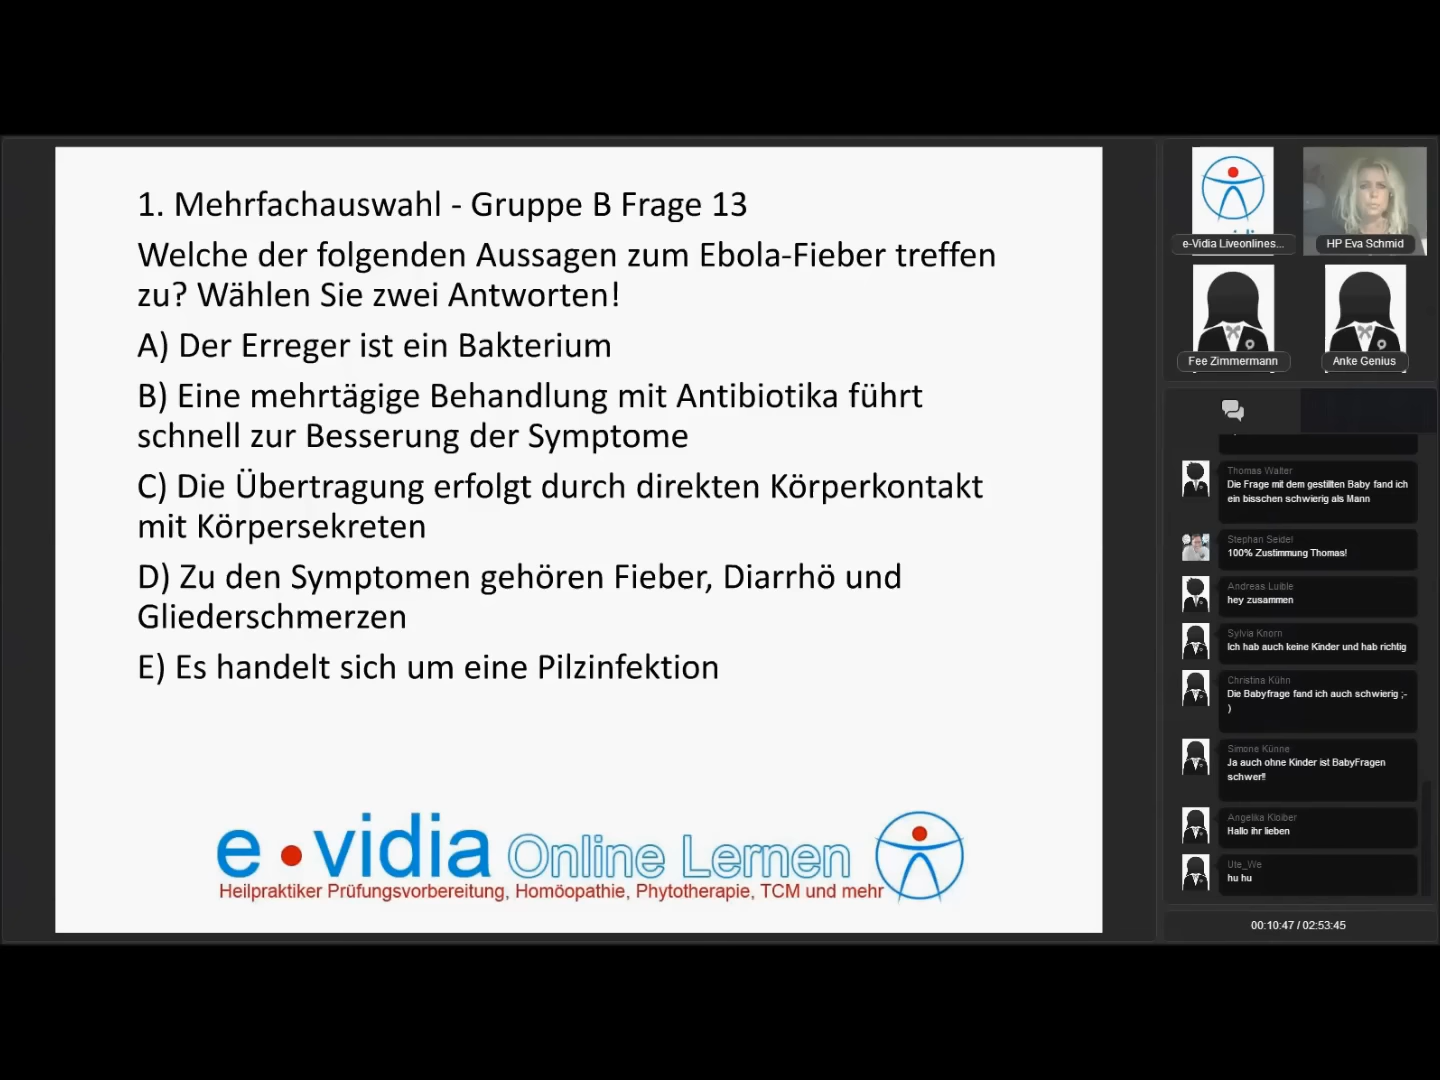 1. Mehrfachauswahl - Gruppe B Frage 13
Welche der folgenden Aussagen zum Ebola-Fieber treffen
zu? Wählen Sie zwei Antworten!
A) Der Erreger ist ein Bakterium
B) Eine mehrtägige Behandlung mit Antibiotika führt
schnell zur Besserung der Symptome
C) Die Übertragung erfolgt durch direkten Körperkontakt
mit Körpersekreten
D) Zu den Symptomen gehören Fieber, Diarrhö und
Gliederschmerzen
E) Es handelt sich um eine Pilzinfektion
e vidia Online Lernen
Heilpraktiker Prüfungsvorbereitung, Homöopathie, Phytotherapie, TCM und mehr
e-Vidia Liveonlines...
HP Eva Schmid
Fee Zimmermann
Anke Genius
Thomas Walter
Die Frage mit dem gestillten Baby fand ich
ein bisschen schwierig als Mann
Stephan Seidel
100% Zustimmung Thomas!
Andreas Luible
hey zusammen
Sylvia Knorn
Ich hab auch keine Kinder und hab richtig
Christina Kühn
Die Babyfrage fand ich auch schwierig ;-
)
Simone Künne
Ja auch ohne Kinder ist BabyFragen
schwer!!
Angelika Kloiber
Hallo ihr lieben
Ute_We
hu hu
00:10:47 / 02:53:45